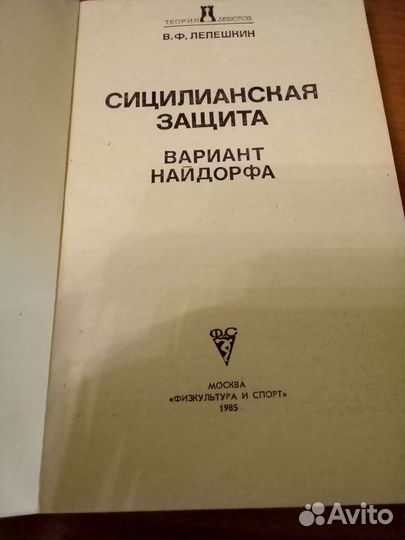 ТЕОРИЯ ДЕБЮТОВ
В.Ф. ЛЕПЕШКИН
СИЦИЛИАНСКАЯ
ЗАЩИТА
ВАРИАНТ
НАЙДОРФА
ФиС
МОСКВА
«ФИЗКУЛЬТУРА И СПОРТ»
1985
Avito